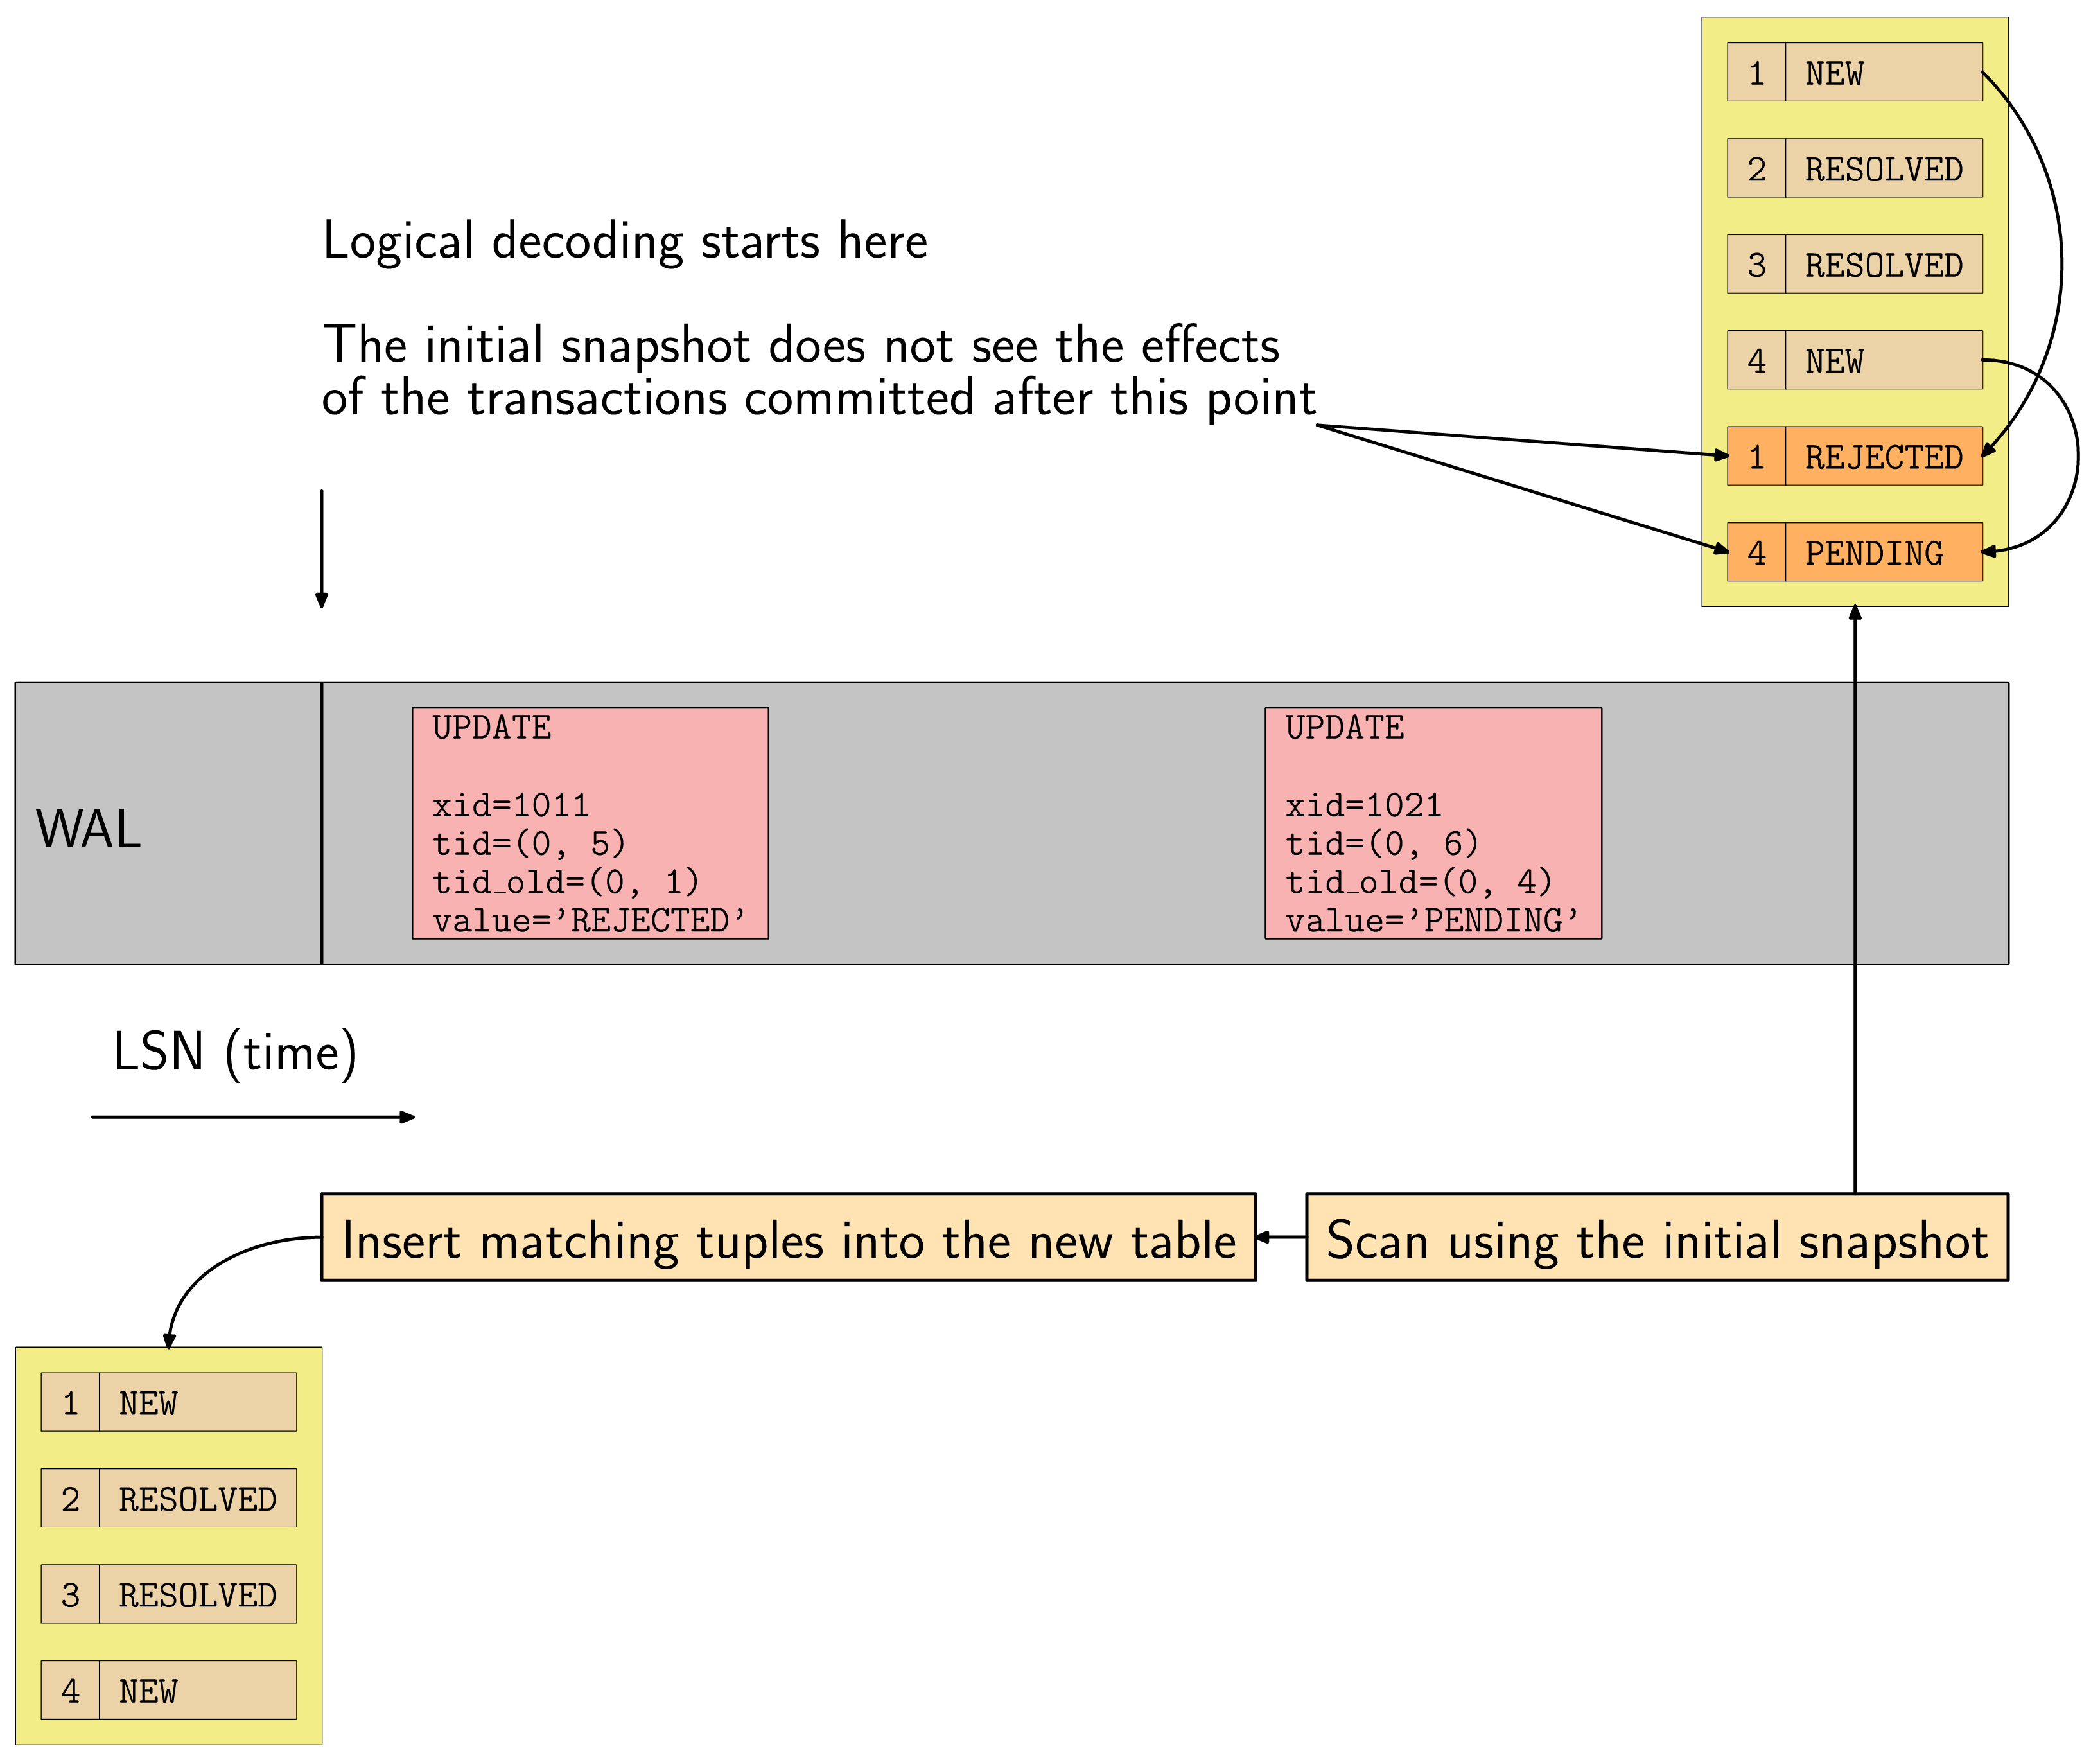 1 NEW
2 RESOLVED
3 RESOLVED
4 NEW
1 REJECTED
4 PENDING
Logical decoding starts here
The initial snapshot does not see the effects
of the transactions committed after this point
WAL
UPDATE
xid=1011
tid=(0, 5)
tid_old=(0, 1)
value='REJECTED'
UPDATE
xid=1021
tid=(0, 6)
tid_old=(0, 4)
value='PENDING'
LSN (time)
Insert matching tuples into the new table
Scan using the initial snapshot
1 NEW
2 RESOLVED
3 RESOLVED
4 NEW